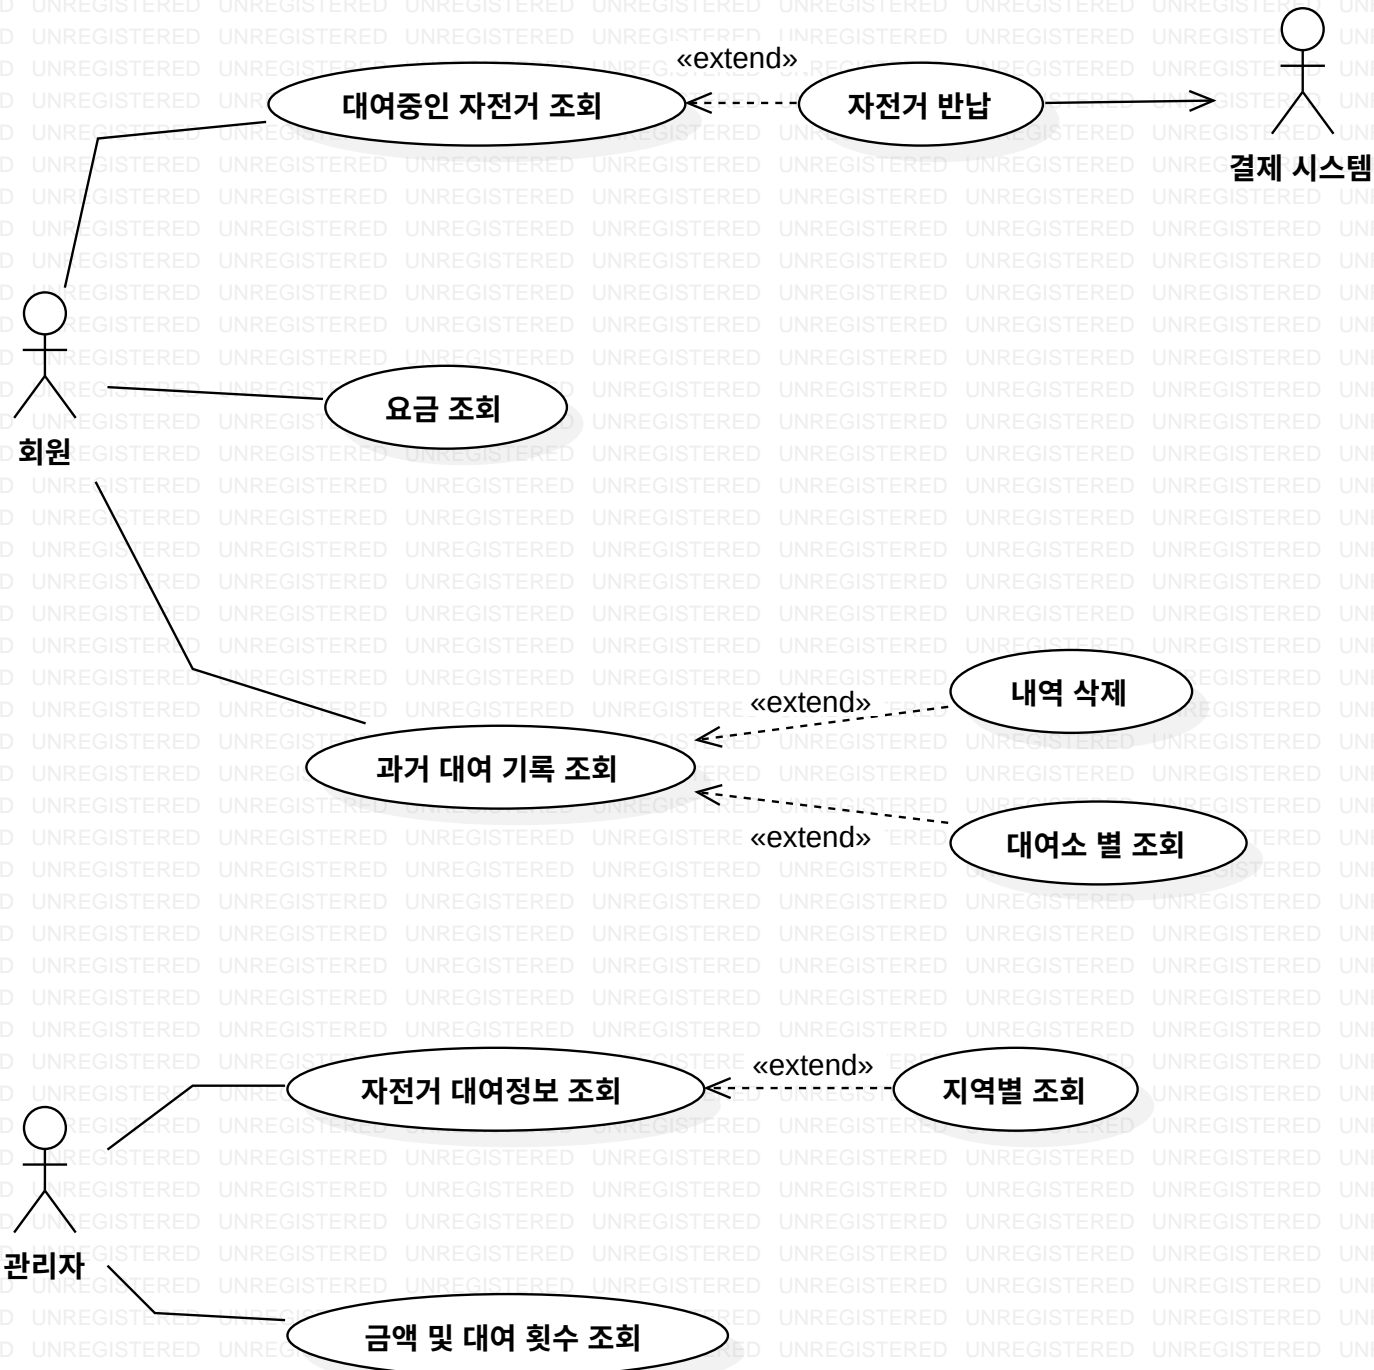 «extend»
대여중인 자전거 조회
자전거 반납
결제 시스템
요금 조회
회원
내역 삭제
«extend»
과거 대여 기록 조회
«extend»
대여소 별 조회
«extend»
자전거 대여정보 조회
지역별 조회
관리자
금액 및 대여 횟수 조회
UNREGISTERED